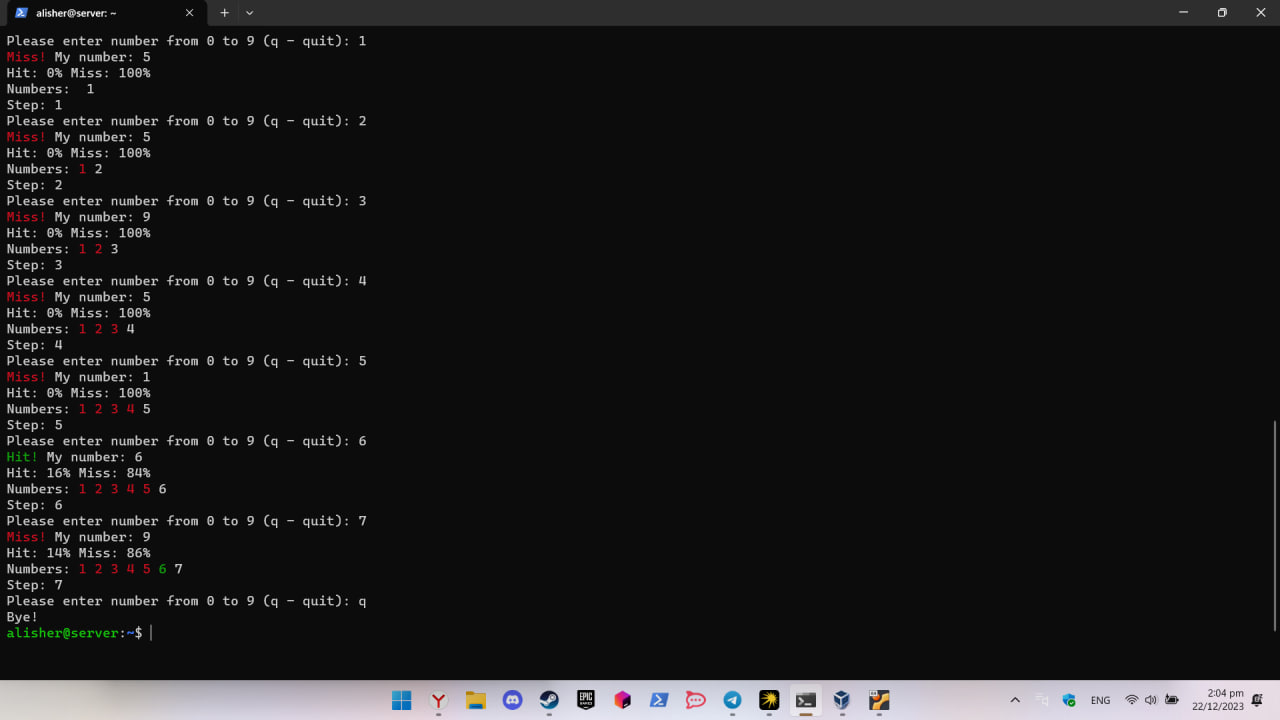 alisher@server: ~
Please enter number from 0 to 9 (q - quit): 1
Miss! My number: 5
Hit: 0% Miss: 100%
Numbers:  1
Step: 1
Please enter number from 0 to 9 (q - quit): 2
Miss! My number: 5
Hit: 0% Miss: 100%
Numbers: 1 2
Step: 2
Please enter number from 0 to 9 (q - quit): 3
Miss! My number: 9
Hit: 0% Miss: 100%
Numbers: 1 2 3
Step: 3
Please enter number from 0 to 9 (q - quit): 4
Miss! My number: 5
Hit: 0% Miss: 100%
Numbers: 1 2 3 4
Step: 4
Please enter number from 0 to 9 (q - quit): 5
Miss! My number: 1
Hit: 0% Miss: 100%
Numbers: 1 2 3 4 5
Step: 5
Please enter number from 0 to 9 (q - quit): 6
Hit! My number: 6
Hit: 16% Miss: 84%
Numbers: 1 2 3 4 5 6
Step: 6
Please enter number from 0 to 9 (q - quit): 7
Miss! My number: 9
Hit: 14% Miss: 86%
Numbers: 1 2 3 4 5 6 7
Step: 7
Please enter number from 0 to 9 (q - quit): q
Bye!
alisher@server:~$
EPIC
GAMES
ENG
2:04 pm
22/12/2023